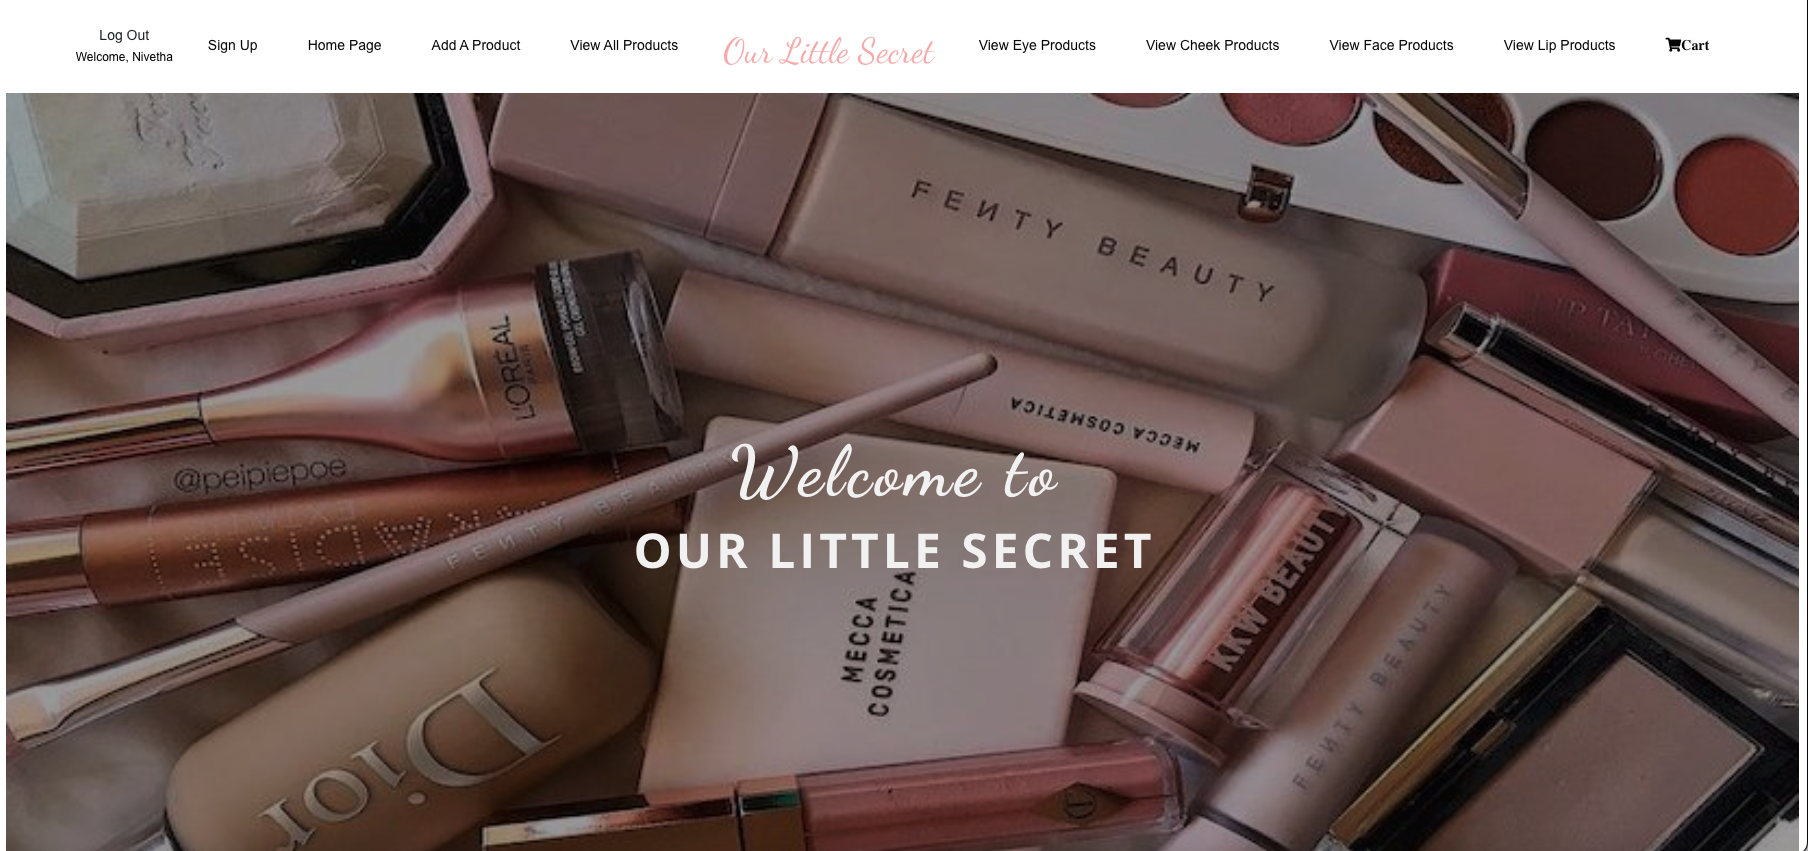 Log Out
Welcome, Nivetha
Sign Up
Home Page
Add A Product
View All Products
Our Little Secret
View Eye Products
View Cheek Products
View Face Products
View Lip Products
Cart
FENTY BEAUTY
L'ORÉAL
PARIS
MECCA COSMETICA
@peipiepoe
FENTY BEAUTY
Welcome to
OUR LITTLE SECRET
MECCA
COSMETICA
KKW BEAUTY
FENTY BEAUTY
Dior